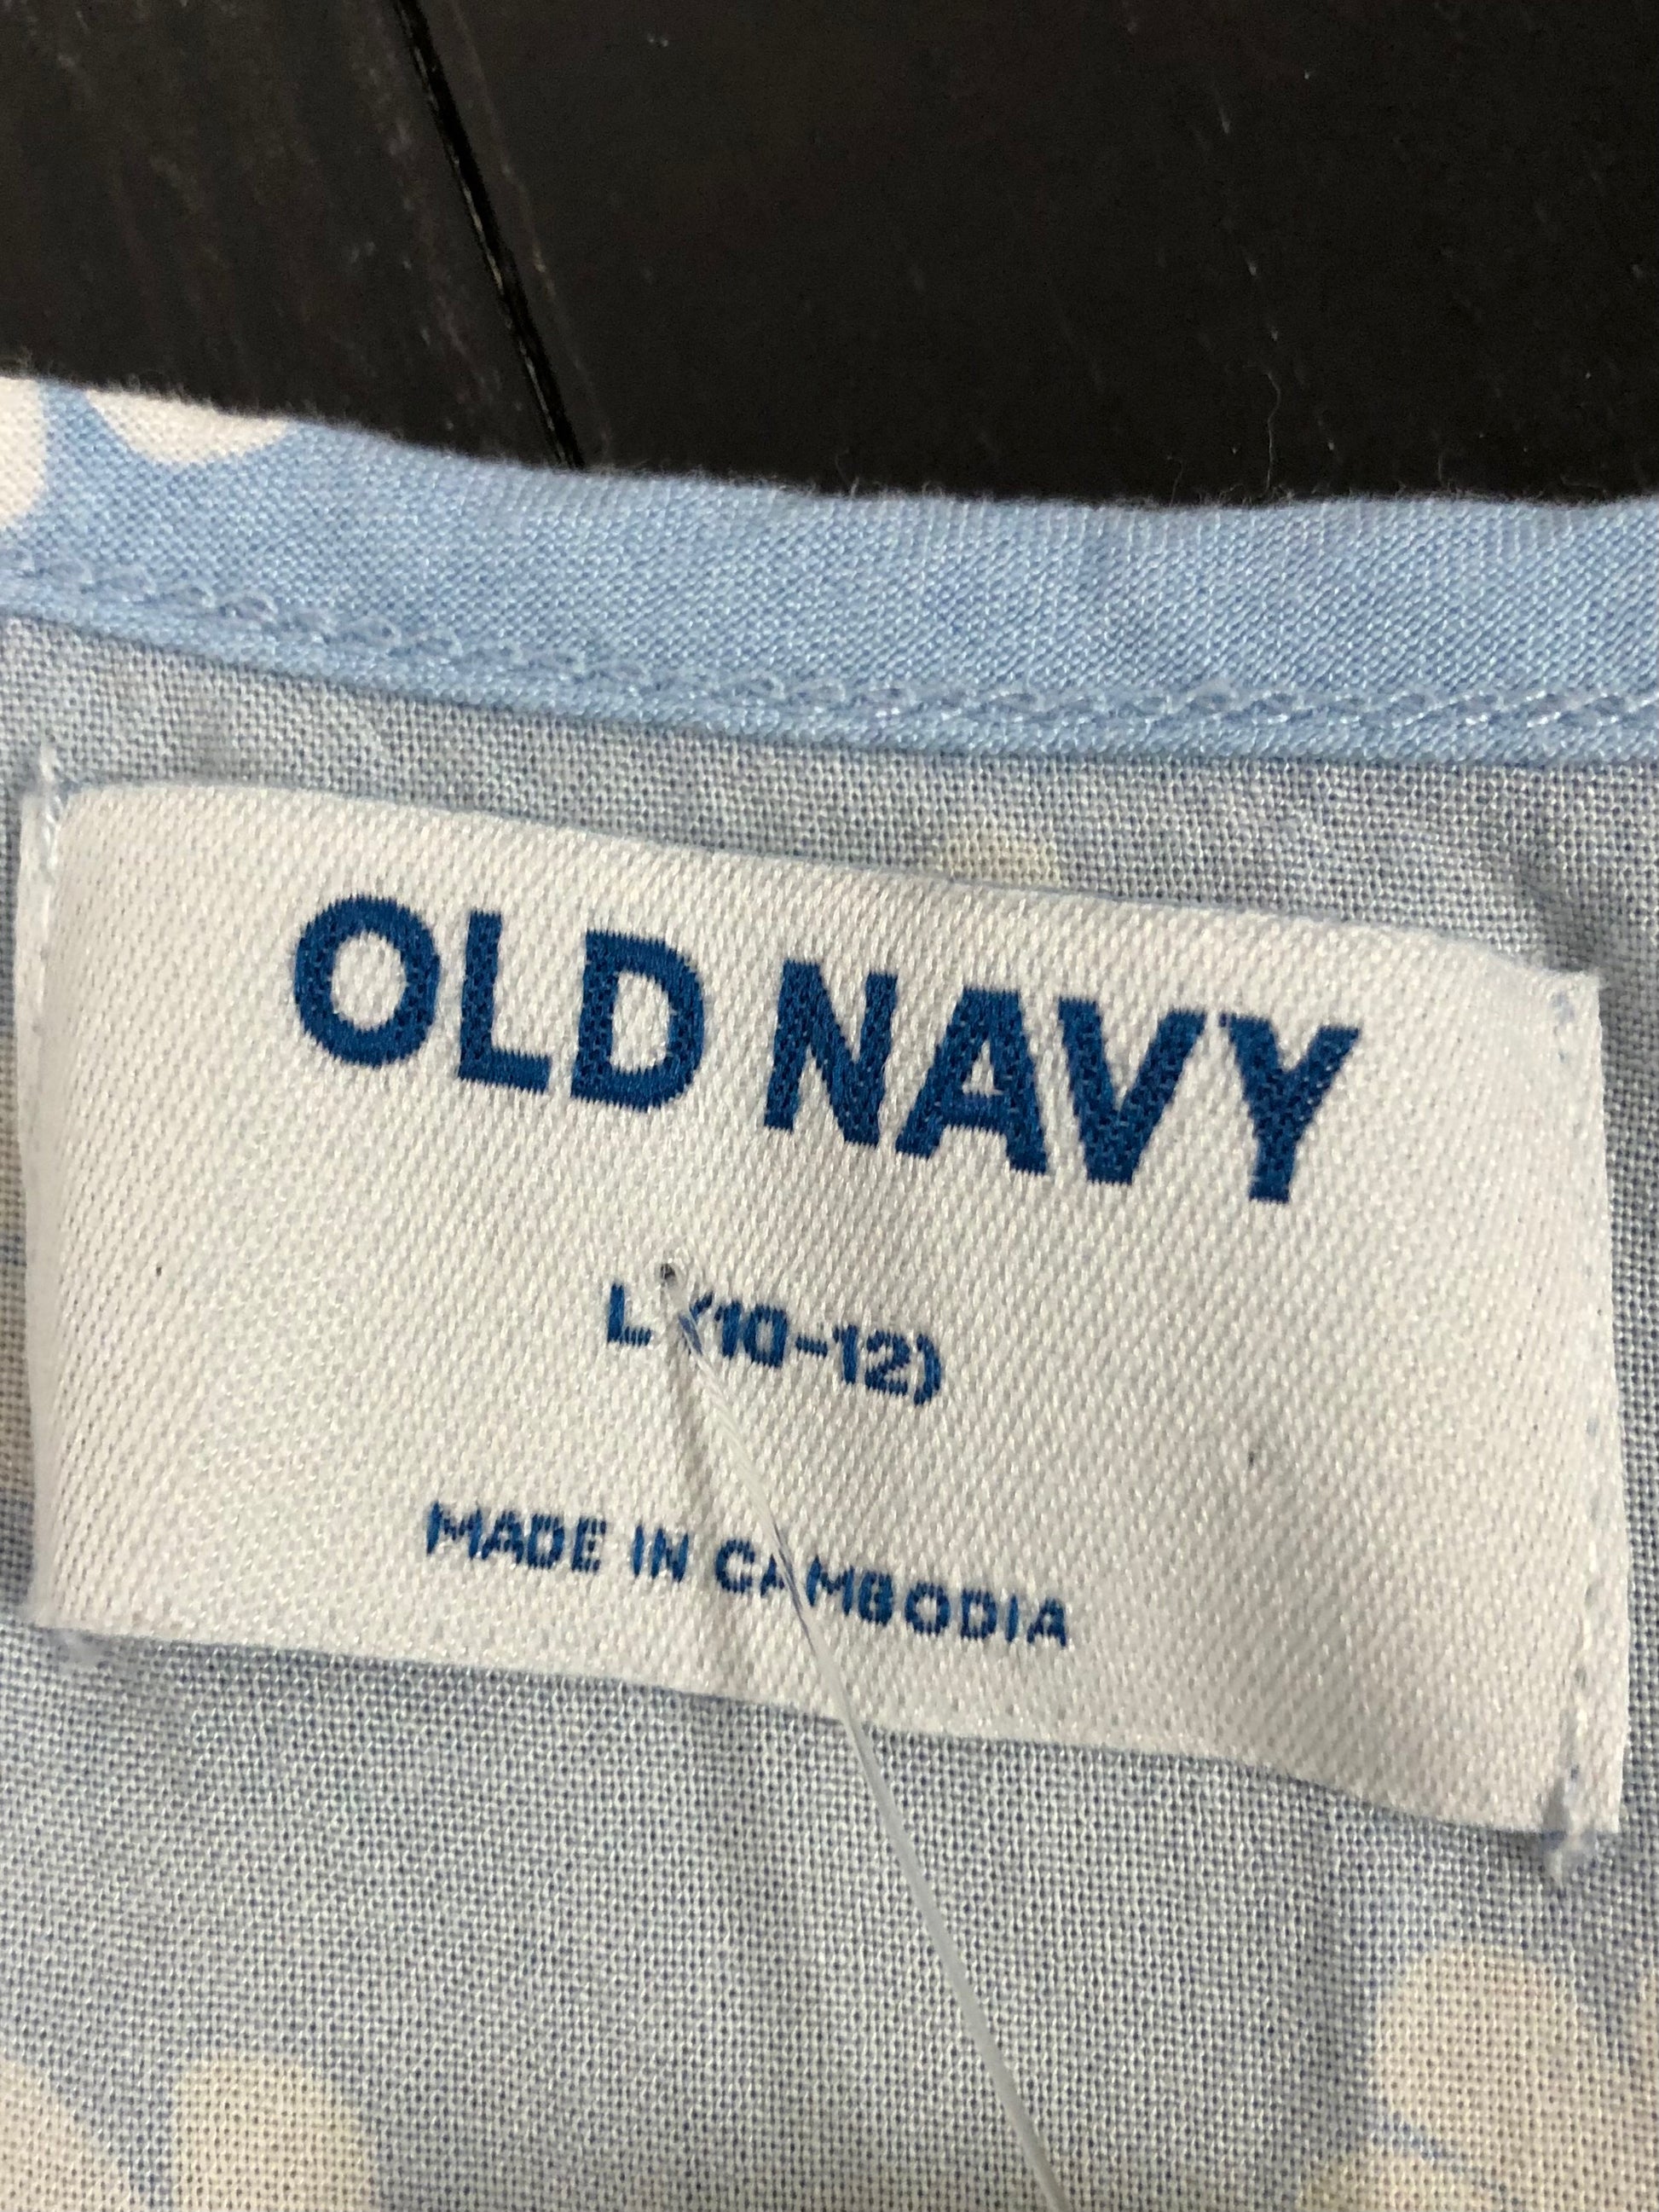 OLD NAVY
L (10-12)
MADE IN CAMBODIA